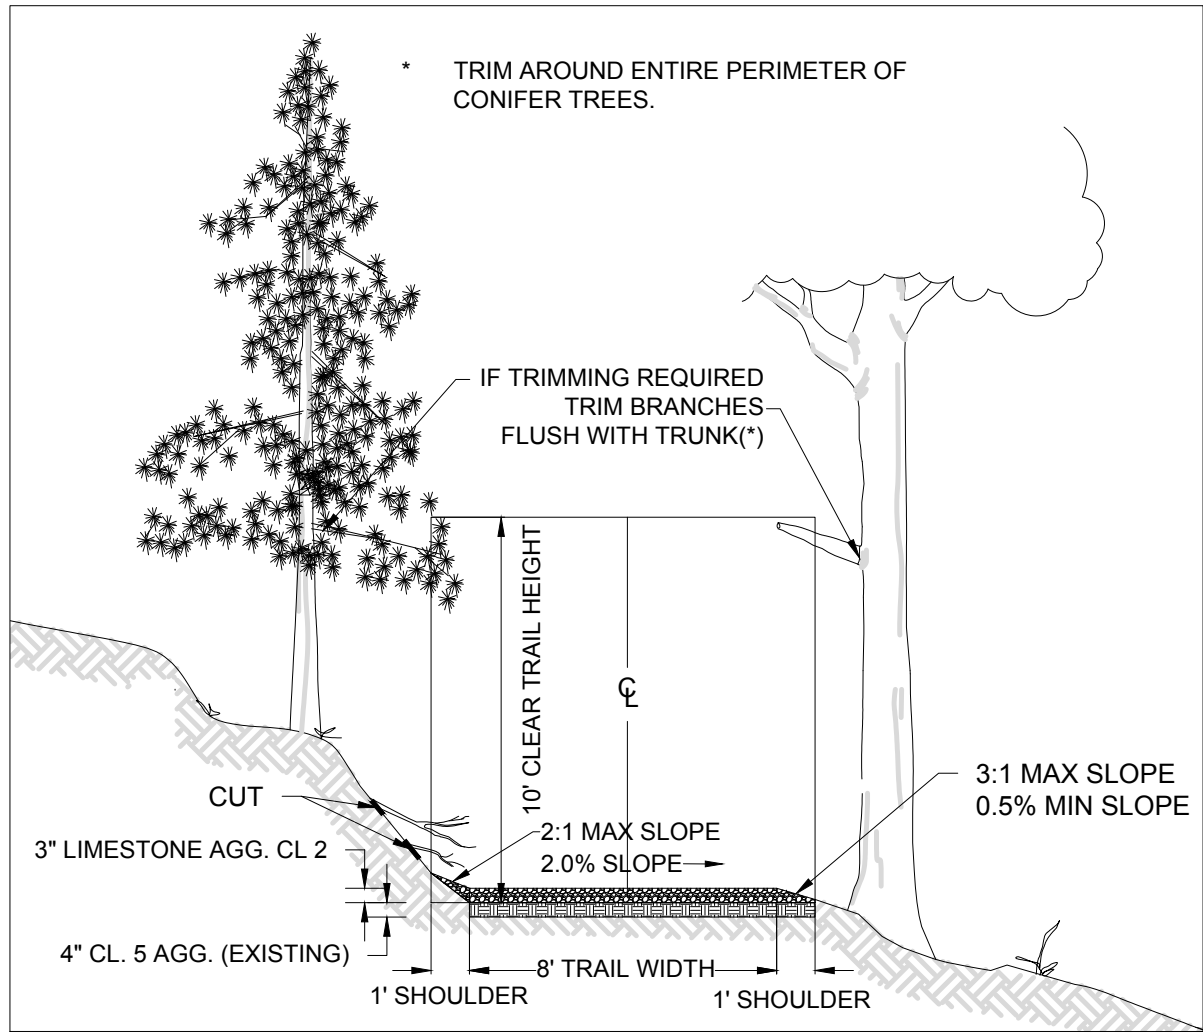 * TRIM AROUND ENTIRE PERIMETER OF
CONIFER TREES.
IF TRIMMING REQUIRED
TRIM BRANCHES
FLUSH WITH TRUNK(*)
10' CLEAR TRAIL HEIGHT
℄
3:1 MAX SLOPE
0.5% MIN SLOPE
CUT
2:1 MAX SLOPE
2.0% SLOPE
3" LIMESTONE AGG. CL 2
4" CL. 5 AGG. (EXISTING)
8' TRAIL WIDTH
1' SHOULDER
1' SHOULDER